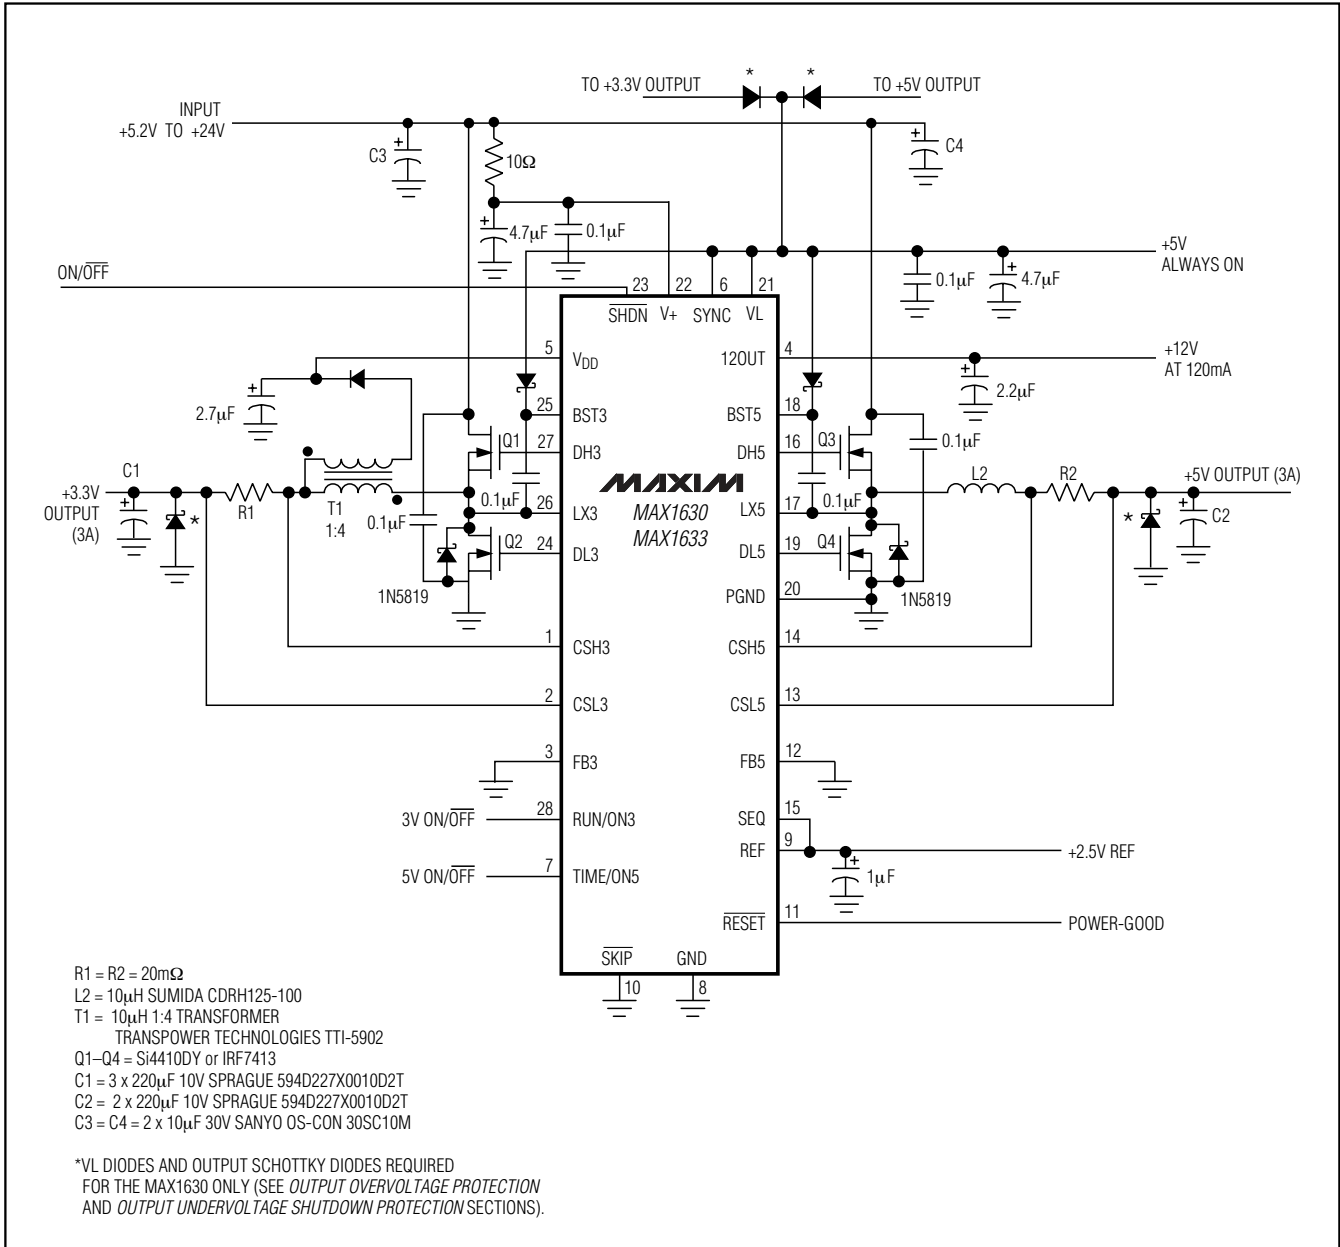 TO +3.3V OUTPUT
*
*
TO +5V OUTPUT
INPUT
+5.2V TO +24V
C3
+
10Ω
+
C4
+
4.7µF
0.1µF
+5V
ALWAYS ON
ON/OFF
0.1µF
+
4.7µF
23
22
6
21
SHDN
V+
SYNC
VL
5
VDD
12OUT
4
+12V
AT 120mA
+
2.7µF
+
2.2µF
25
BST3
BST5
18
Q1
27
DH3
DH5
16
Q3
0.1µF
C1
+3.3V
OUTPUT
(3A)
+
*
R1
T1
1:4
0.1µF
0.1µF
26
LX3
MAXIM
MAX1630
MAX1633
LX5
17
0.1µF
L2
R2
+5V OUTPUT (3A)
*
+
C2
Q2
24
DL3
DL5
19
Q4
1N5819
PGND
20
1N5819
1
CSH3
CSH5
14
2
CSL3
CSL5
13
3
FB3
FB5
12
28
3V ON/OFF
RUN/ON3
SEQ
15
REF
9
+2.5V REF
+
1µF
7
5V ON/OFF
TIME/ON5
RESET
11
POWER-GOOD
SKIP
GND
10
8
R1 = R2 = 20mΩ
L2 = 10µH SUMIDA CDRH125-100
T1 = 10µH 1:4 TRANSFORMER
TRANSPOWER TECHNOLOGIES TTI-5902
Q1–Q4 = Si4410DY or IRF7413
C1 = 3 x 220µF 10V SPRAGUE 594D227X0010D2T
C2 = 2 x 220µF 10V SPRAGUE 594D227X0010D2T
C3 = C4 = 2 x 10µF 30V SANYO OS-CON 30SC10M
*VL DIODES AND OUTPUT SCHOTTKY DIODES REQUIRED
FOR THE MAX1630 ONLY (SEE OUTPUT OVERVOLTAGE PROTECTION
AND OUTPUT UNDERVOLTAGE SHUTDOWN PROTECTION SECTIONS).